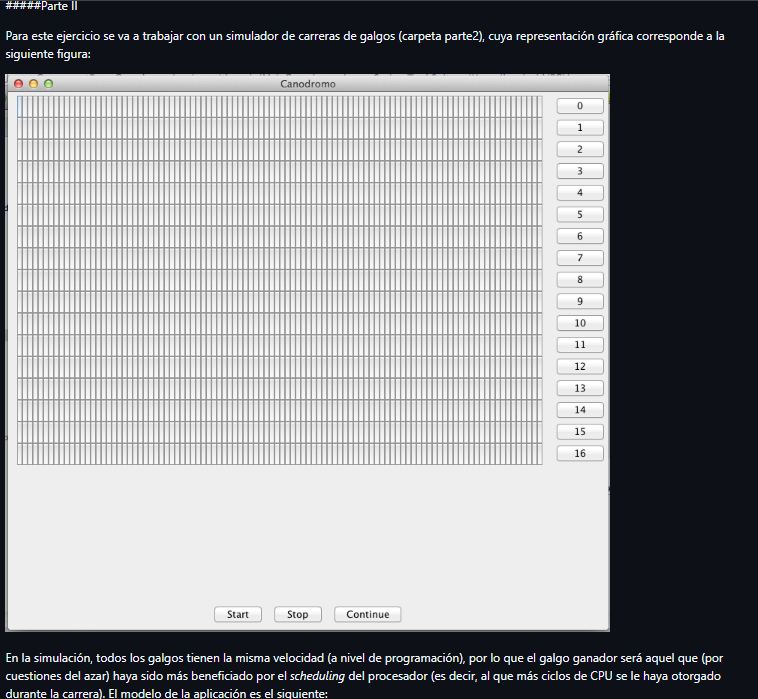 #####Parte II
Para este ejercicio se va a trabajar con un simulador de carreras de galgos (carpeta parte2), cuya representación gráfica corresponde a la
siguiente figura:
Canodromo
0
1
2
3
4
5
6
7
8
9
10
11
12
13
14
15
16
Start Stop Continue
En la simulación, todos los galgos tienen la misma velocidad (a nivel de programación), por lo que el galgo ganador será aquel que (por
cuestiones del azar) haya sido más beneficiado por el scheduling del procesador (es decir, al que más ciclos de CPU se le haya otorgado
durante la carrera). El modelo de la aplicación es el siguiente: